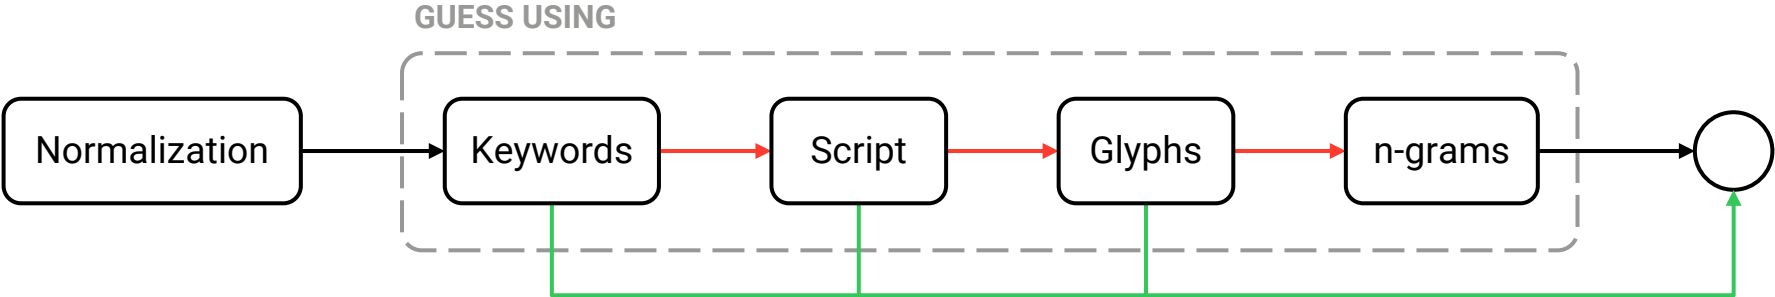 GUESS USING
Normalization
Keywords
Script
Glyphs
n-grams